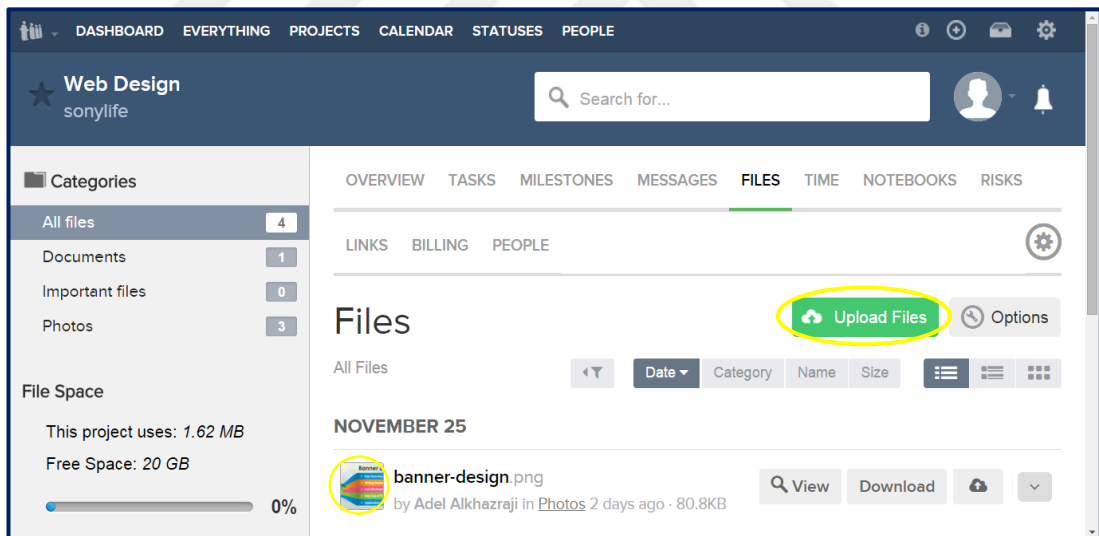 DASHBOARD EVERYTHING PROJECTS CALENDAR STATUSES PEOPLE
Web Design
sonylife
Search for...
Categories
All files 4
Documents 1
Important files 0
Photos 3
File Space
This project uses: 1.62 MB
Free Space: 20 GB
0%
OVERVIEW TASKS MILESTONES MESSAGES FILES TIME NOTEBOOKS RISKS
LINKS BILLING PEOPLE
Files
Upload Files
Options
All Files
Date Category Name Size
NOVEMBER 25
banner-design.png
by Adel Alkhazraji in Photos 2 days ago · 80.8KB
View Download